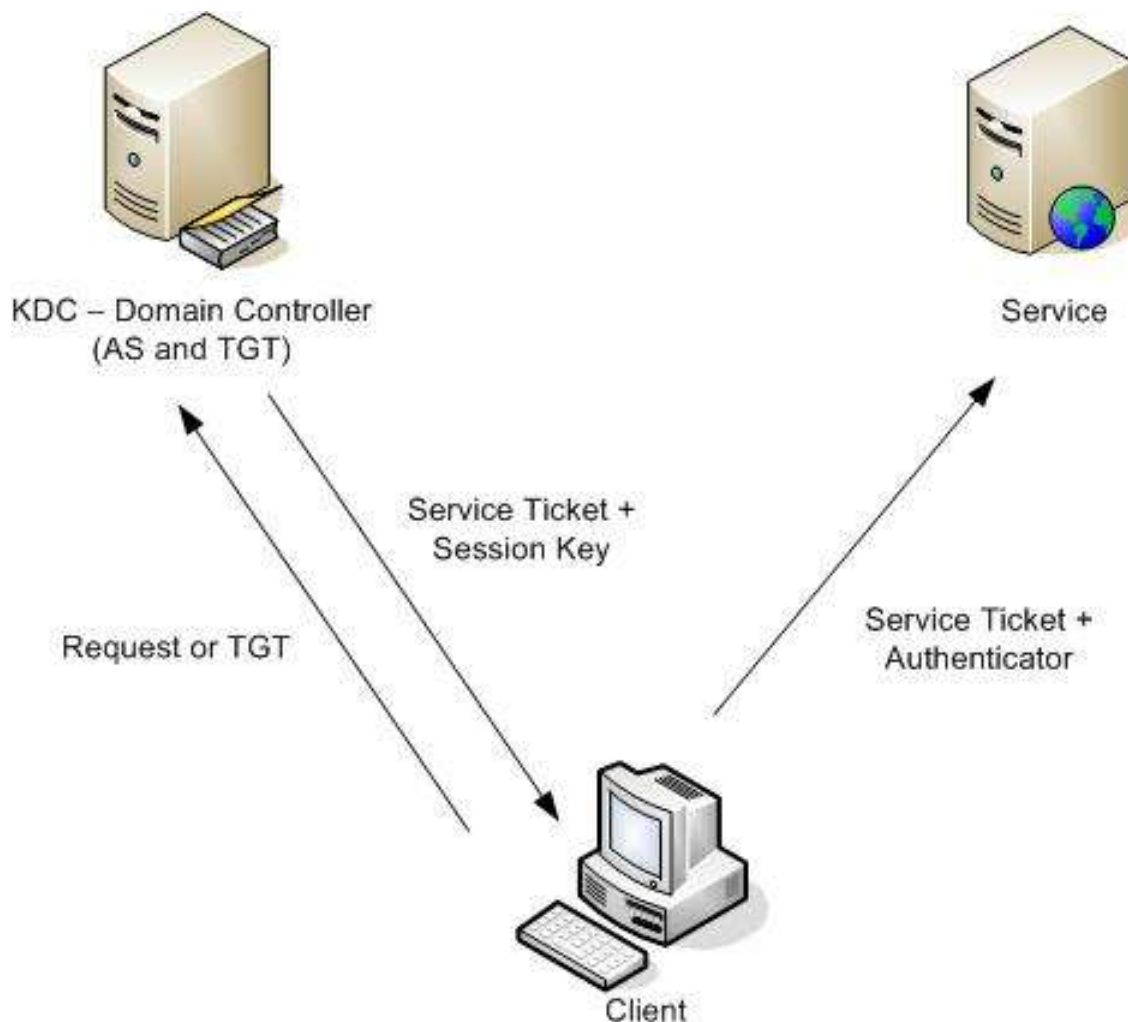 KDC – Domain Controller
(AS and TGT)
Service
Service Ticket +
Session Key
Request or TGT
Service Ticket +
Authenticator
Client